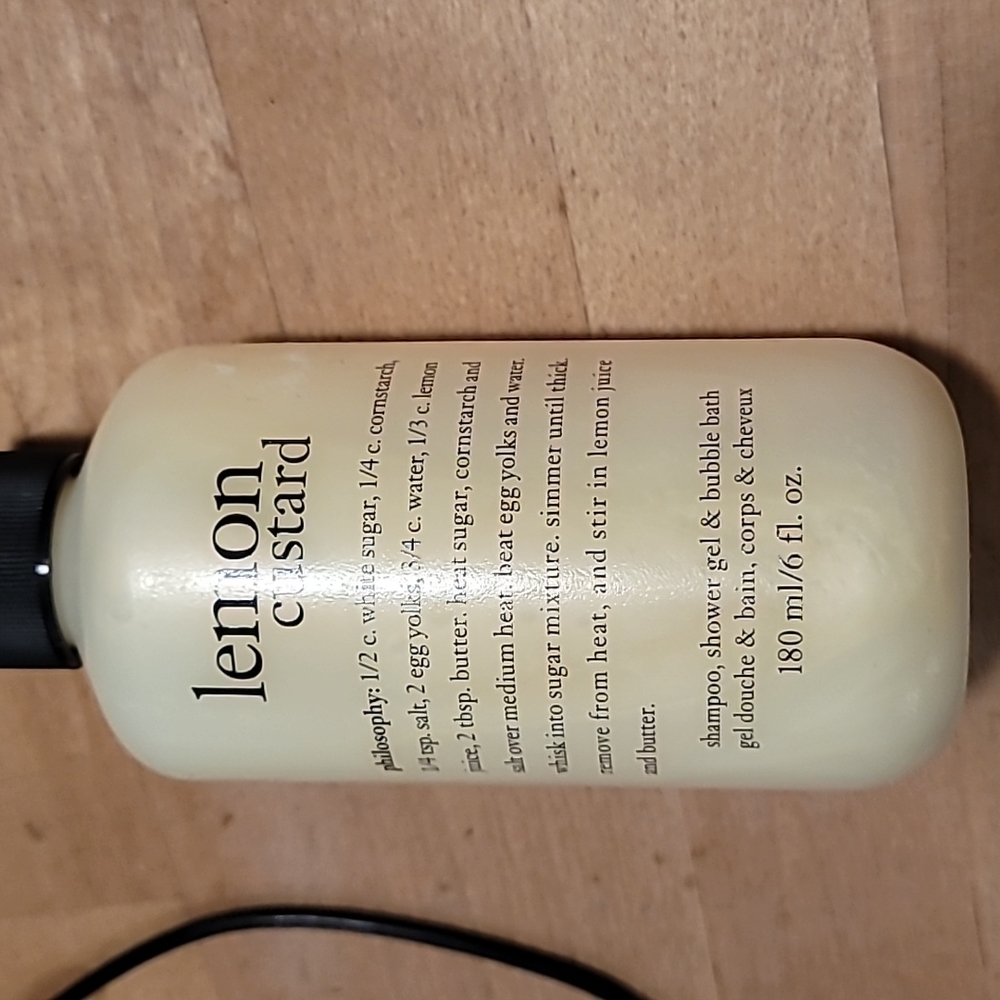 lemon
custard
philosophy: 1/2 c. white sugar, 1/4 c. cornstarch,
1/4 tsp. salt, 2 egg yolks, 3/4 c. water, 1/3 c. lemon
juice, 2 tbsp. butter. heat sugar, cornstarch and
salt over medium heat. beat egg yolks and water.
whisk into sugar mixture. simmer until thick.
remove from heat, and stir in lemon juice
and butter.
shampoo, shower gel & bubble bath
gel douche & bain, corps & cheveux
180 ml/6 fl. oz.